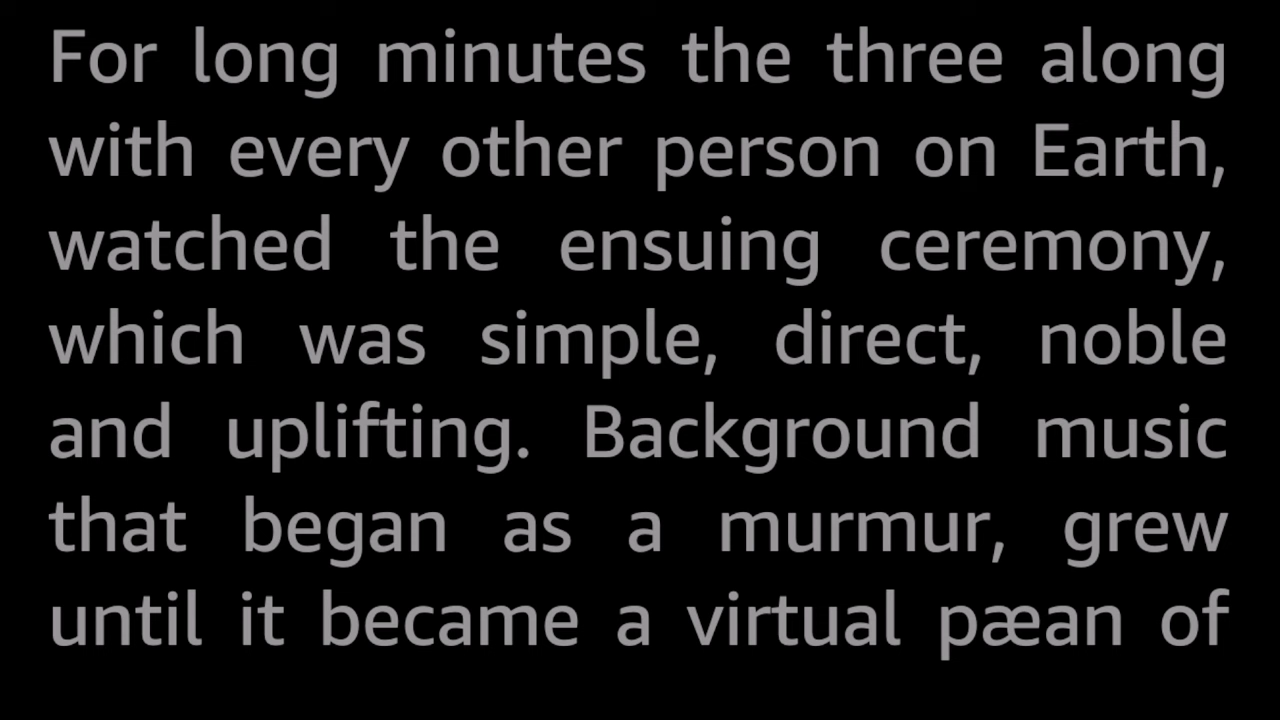 For long minutes the three along
with every other person on Earth,
watched the ensuing ceremony,
which was simple, direct, noble
and uplifting. Background music
that began as a murmur, grew
until it became a virtual pæan of